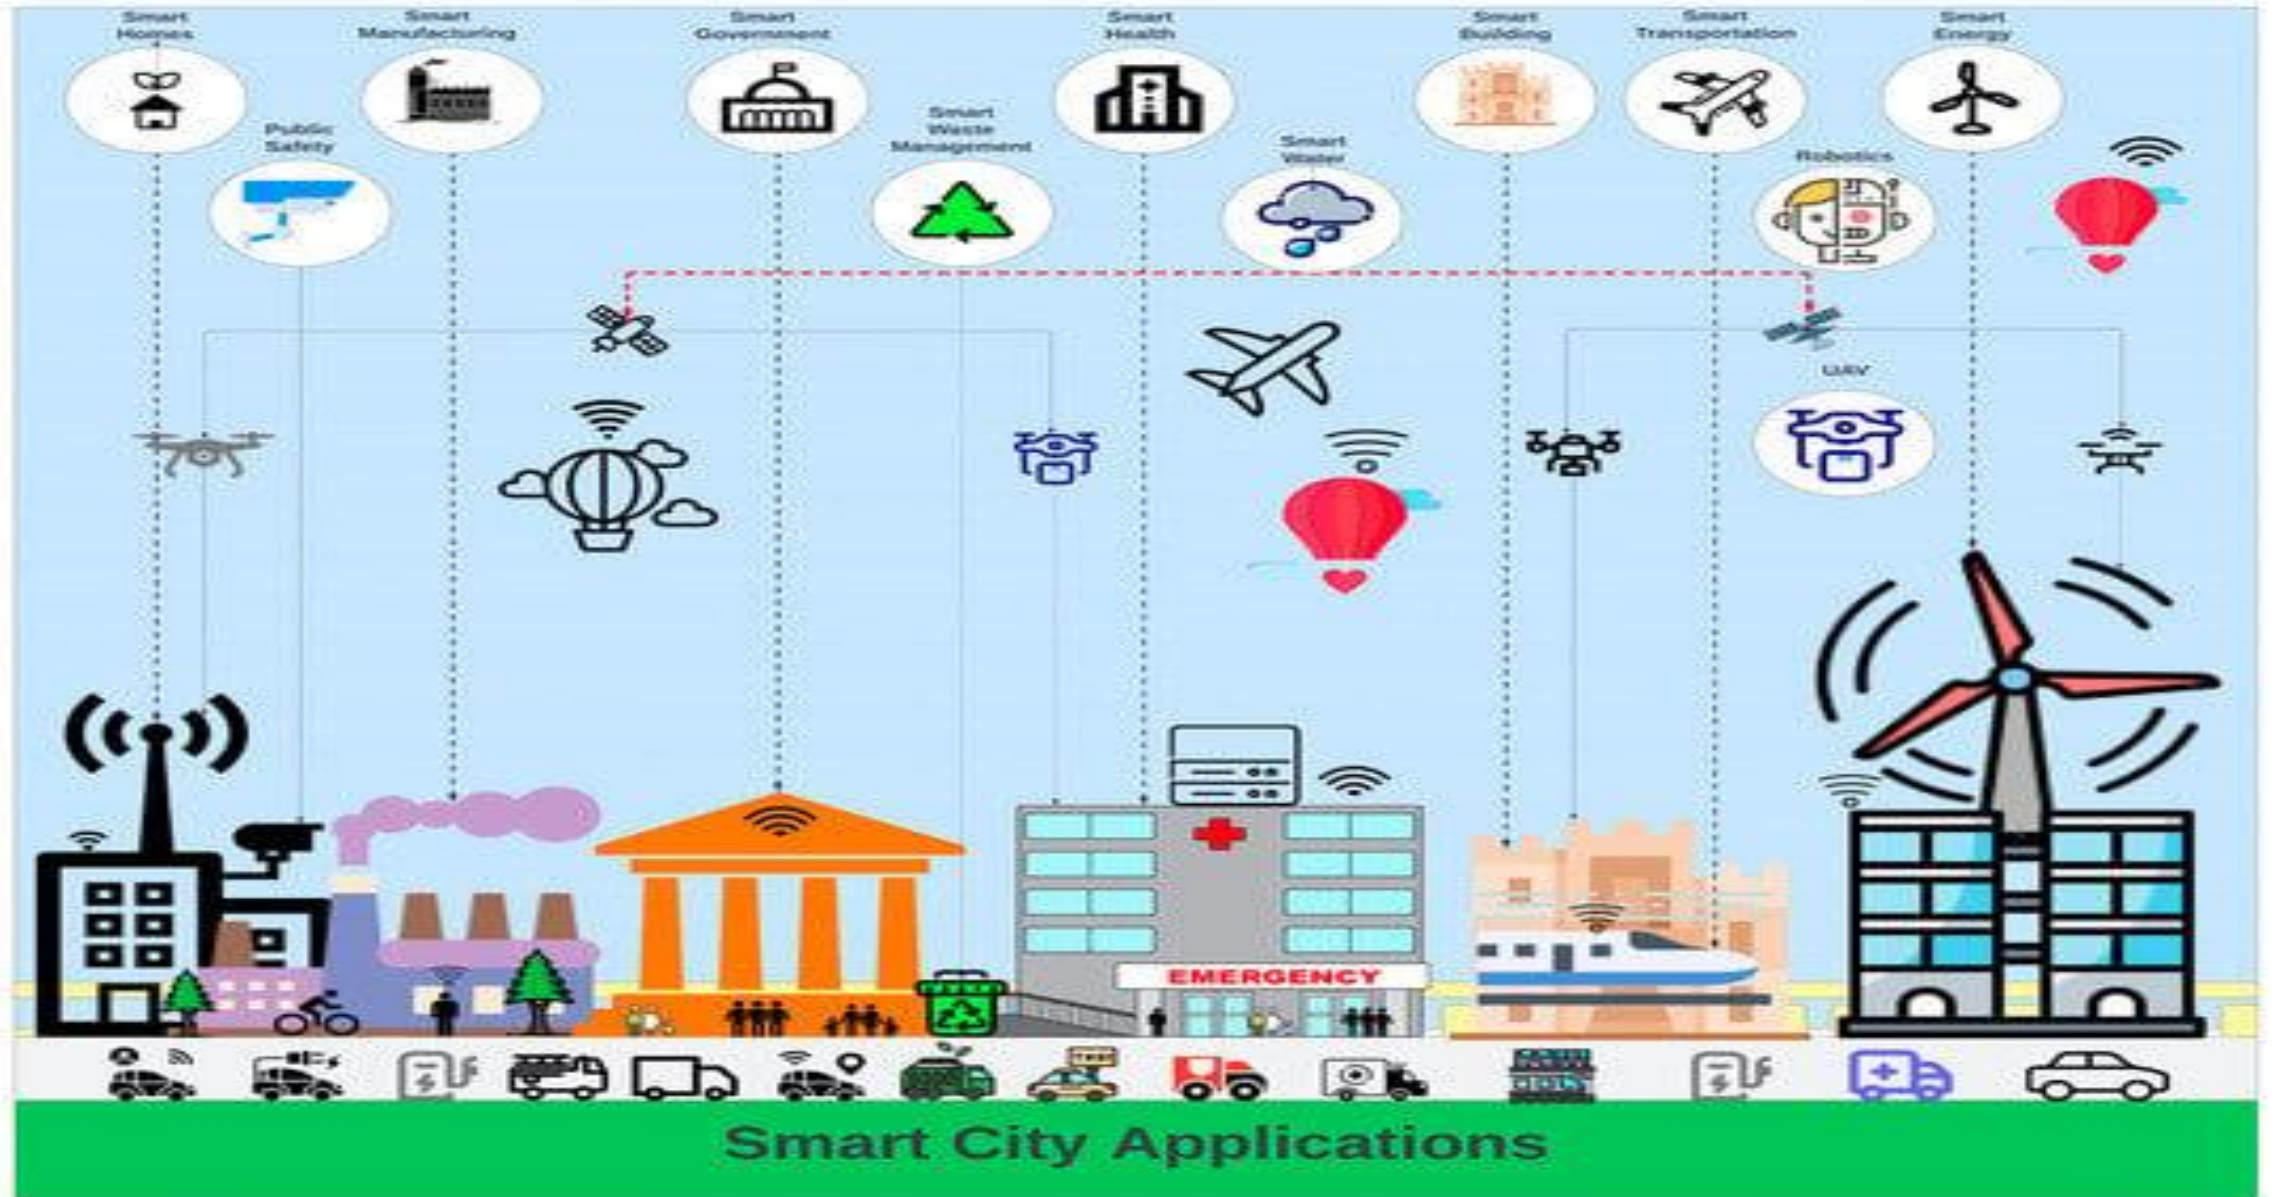 Smart
Homes
Smart
Manufacturing
Smart
Government
Smart
Health
Smart
Building
Smart
Transportation
Smart
Energy
Public
Safety
Smart
Waste
Management
Smart
Water
Robotics
UAV
EMERGENCY
TAXI
Smart City Applications